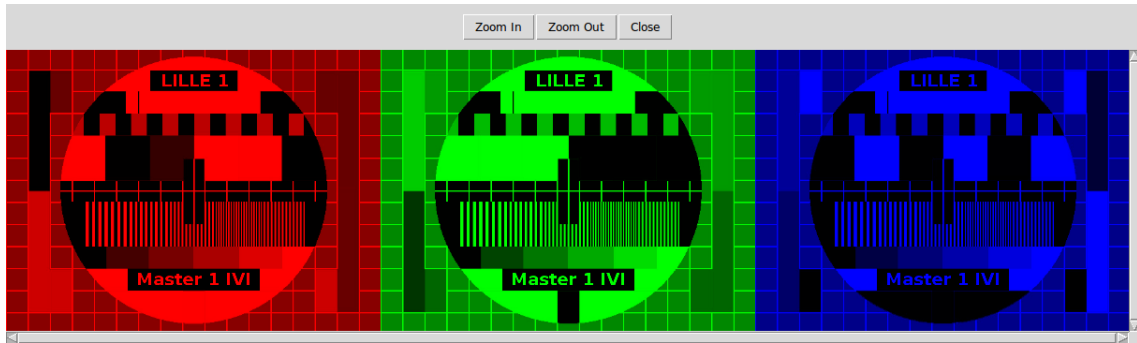 Zoom In Zoom Out Close
LILLE 1 LILLE 1 LILLE 1
Master 1 IVI Master 1 IVI Master 1 IVI